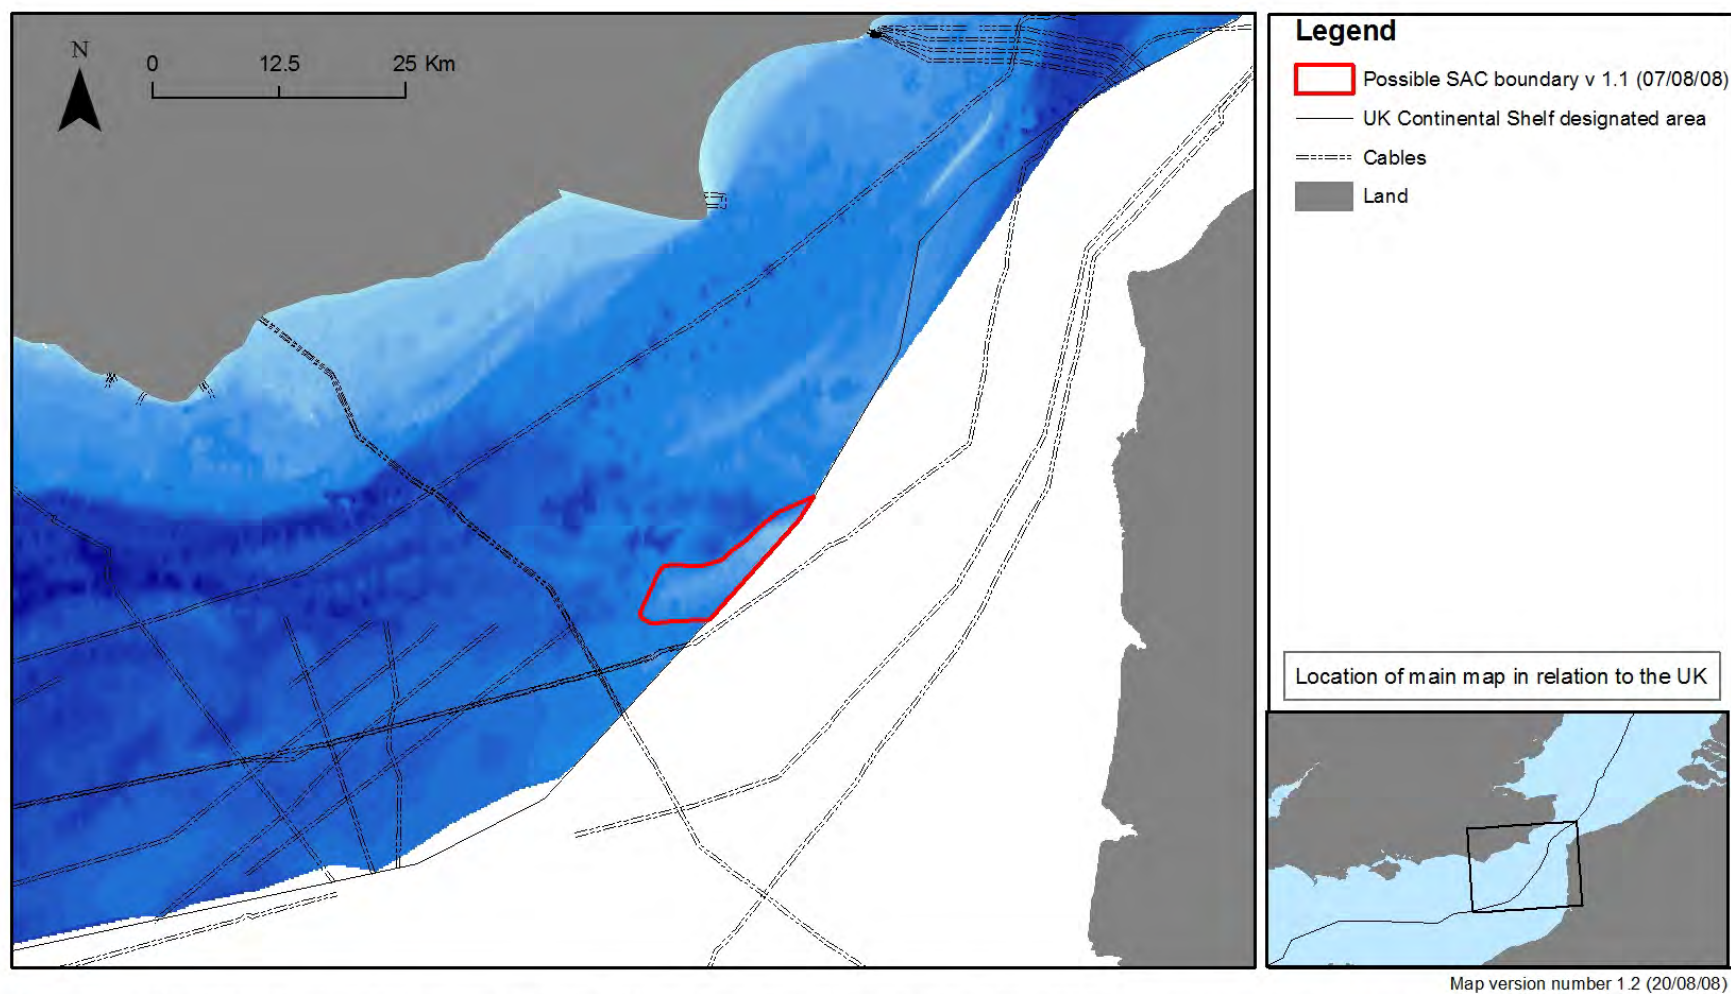 N
0 12.5 25 Km
Legend
Possible SAC boundary v 1.1 (07/08/08)
UK Continental Shelf designated area
Cables
Land
Location of main map in relation to the UK
Map version number 1.2 (20/08/08)